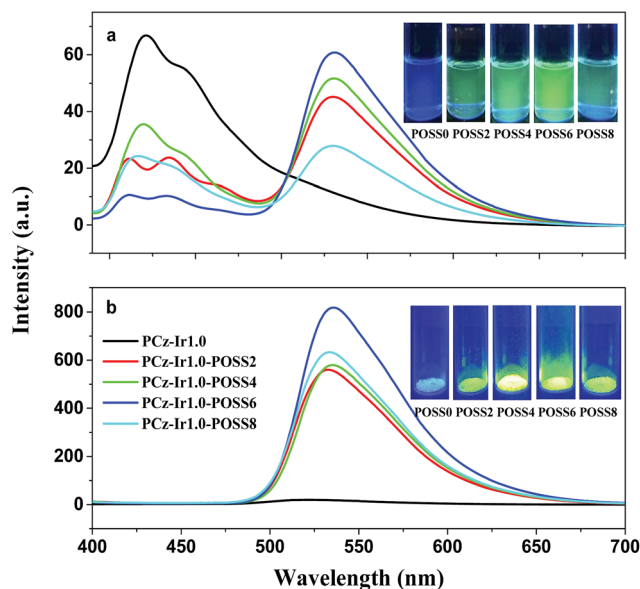 a
60
40
20
0
POSS0 POSS2 POSS4 POSS6 POSS8
Intensity (a.u.)
b
800
600
400
200
0
PCz-Ir1.0
PCz-Ir1.0-POSS2
PCz-Ir1.0-POSS4
PCz-Ir1.0-POSS6
PCz-Ir1.0-POSS8
POSS0 POSS2 POSS4 POSS6 POSS8
400 450 500 550 600 650 700
Wavelength (nm)